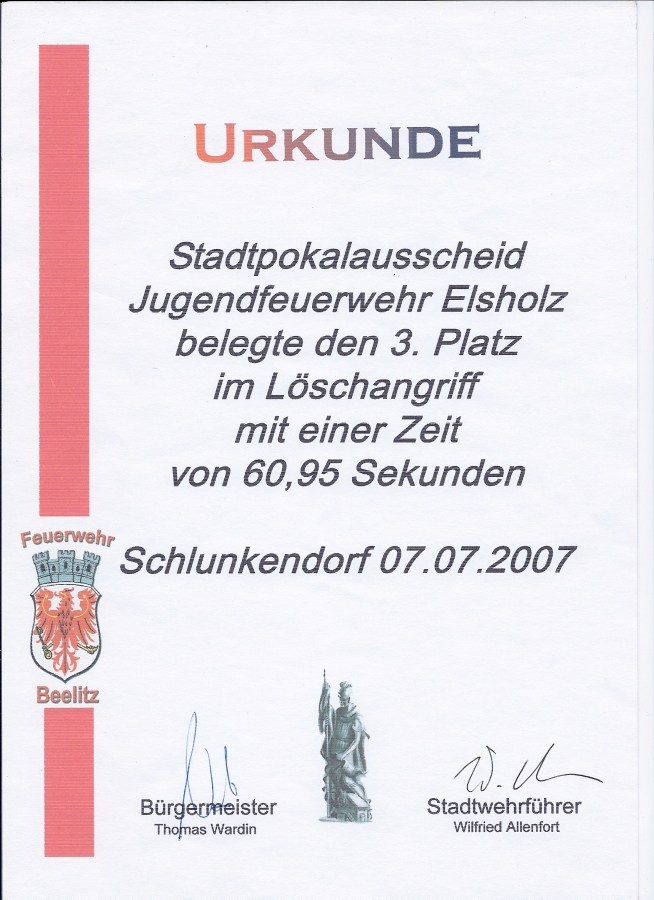 URKUNDE
Stadtpokalausscheid
Jugendfeuerwehr Elsholz
belegte den 3. Platz
im Löschangriff
mit einer Zeit
von 60,95 Sekunden
Feuerwehr
Schlunkendorf 07.07.2007
Beelitz
Bürgermeister
Thomas Wardin
Stadtwehrführer
Wilfried Allenfort